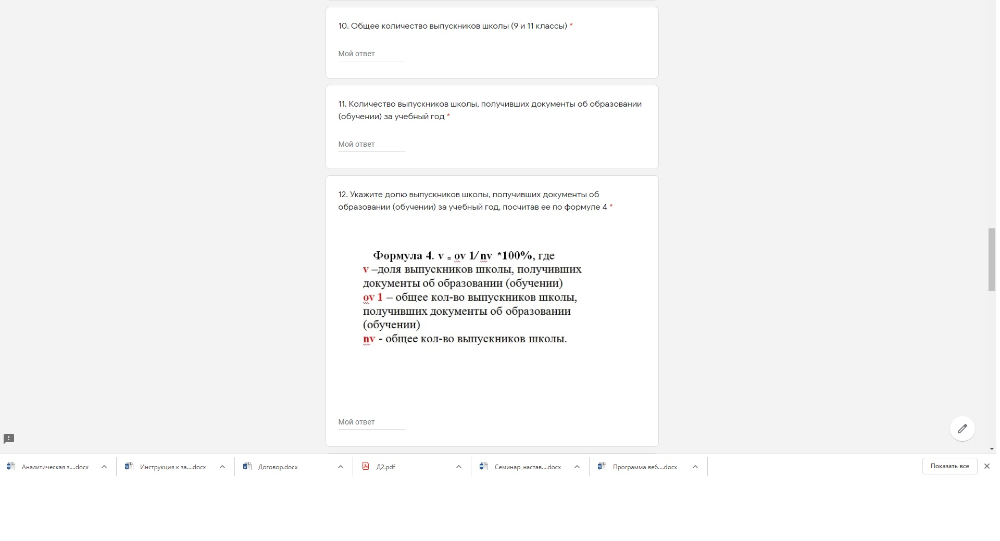 10. Общее количество выпускников школы (9 и 11 классы) *
Мой ответ
11. Количество выпускников школы, получивших документы об образовании
(обучении) за учебный год *
Мой ответ
12. Укажите долю выпускников школы, получивших документы об
образовании (обучении) за учебный год, посчитав ее по формуле 4 *
Формула 4. v = ov 1/ nv *100%, где
v –доля выпускников школы, получивших
документы об образовании (обучении)
ov 1 – общее кол-во выпускников школы,
получивших документы об образовании
(обучении)
nv - общее кол-во выпускников школы.
Мой ответ
Аналитическая з....docx
Инструкция к за....docx
Договор.docx
Д2.pdf
Семинар_настав....docx
Программа веб....docx
Показать все